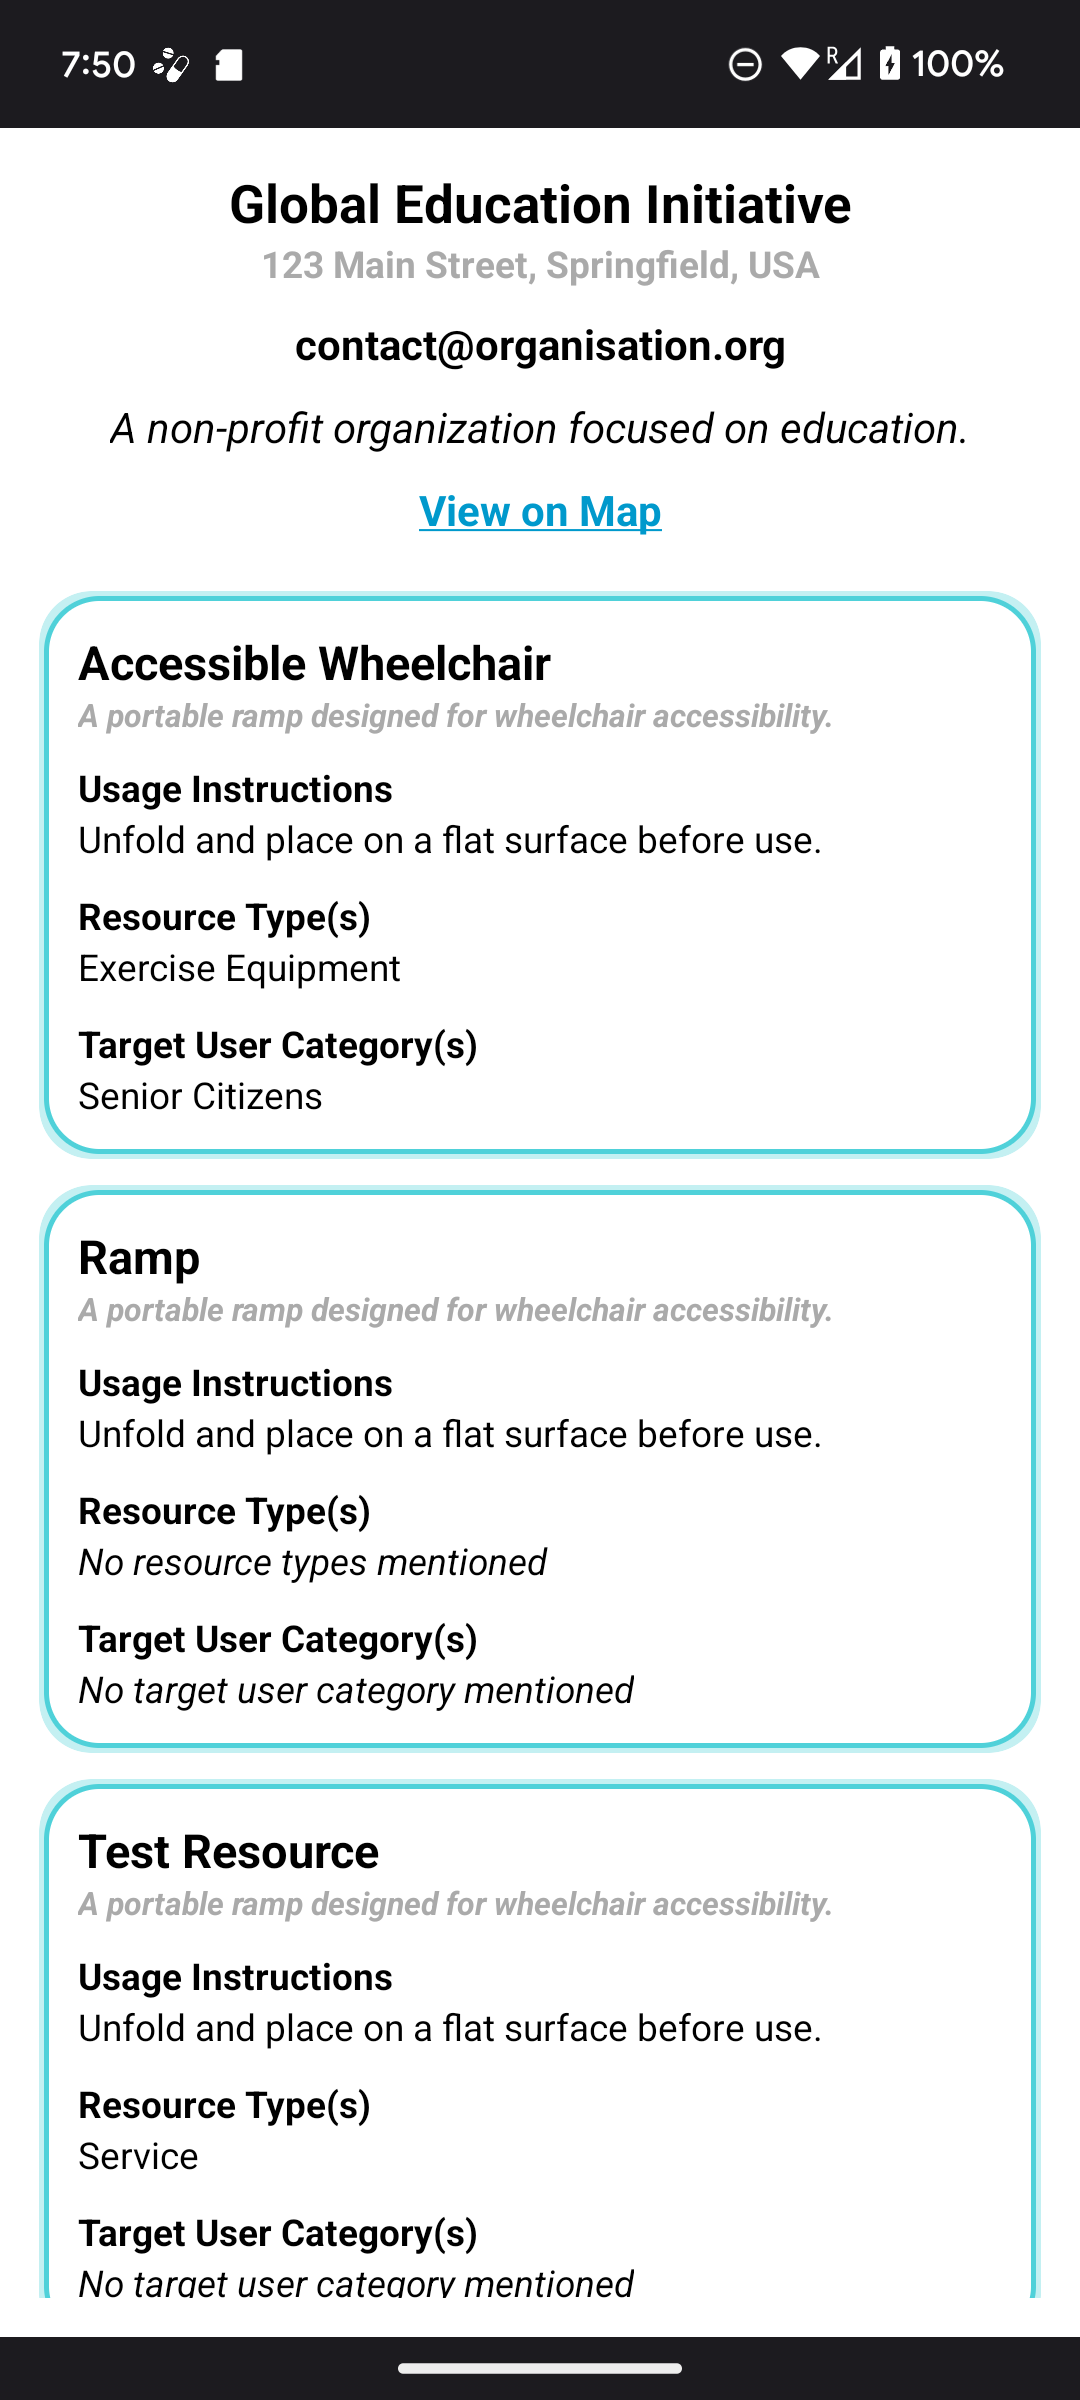 7:50
R
100%
Global Education Initiative
123 Main Street, Springfield, USA
contact@organisation.org
A non-profit organization focused on education.
View on Map
Accessible Wheelchair
A portable ramp designed for wheelchair accessibility.
Usage Instructions
Unfold and place on a flat surface before use.
Resource Type(s)
Exercise Equipment
Target User Category(s)
Senior Citizens
Ramp
A portable ramp designed for wheelchair accessibility.
Usage Instructions
Unfold and place on a flat surface before use.
Resource Type(s)
No resource types mentioned
Target User Category(s)
No target user category mentioned
Test Resource
A portable ramp designed for wheelchair accessibility.
Usage Instructions
Unfold and place on a flat surface before use.
Resource Type(s)
Service
Target User Category(s)
No target user category mentioned